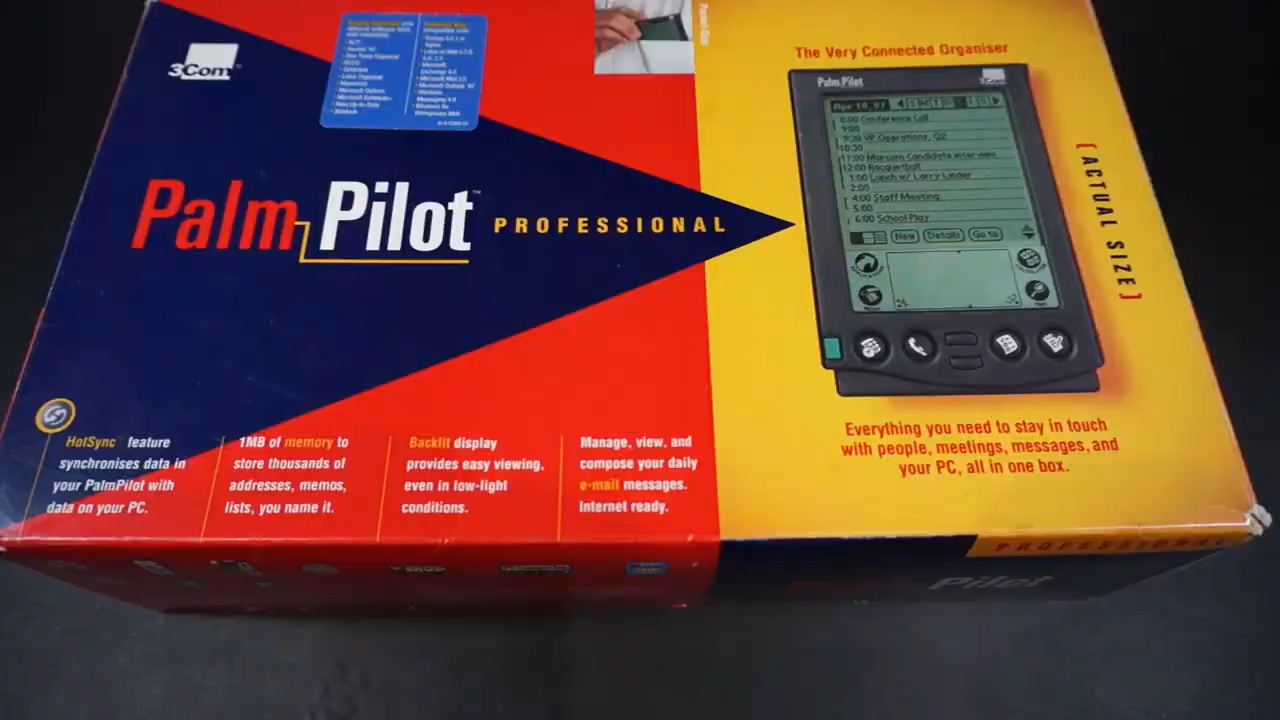 3Com
Palm Pilot™ PROFESSIONAL
HotSync™ feature
synchronises data in
your PalmPilot with
data on your PC.
1MB of memory to
store thousands of
addresses, memos,
lists, you name it.
Backlit display
provides easy viewing,
even in low-light
conditions.
Manage, view, and
compose your daily
e-mail messages.
Internet ready.
The Very Connected Organiser
Palm Pilot
3Com
Apr 10, 97
8:00 Conference Call
9:00
9:30 VP Operations, Q2
10:30
11:00 Marcom Candidate interview
12:00 Racquetball
1:00 Lunch w/ Larry Linder
2:00
4:00 Staff Meeting
5:00
6:00 School Play
New Details Go to
[ACTUAL SIZE]
Everything you need to stay in touch
with people, meetings, messages, and
your PC, all in one box.
PROFESSIONAL
Pilot